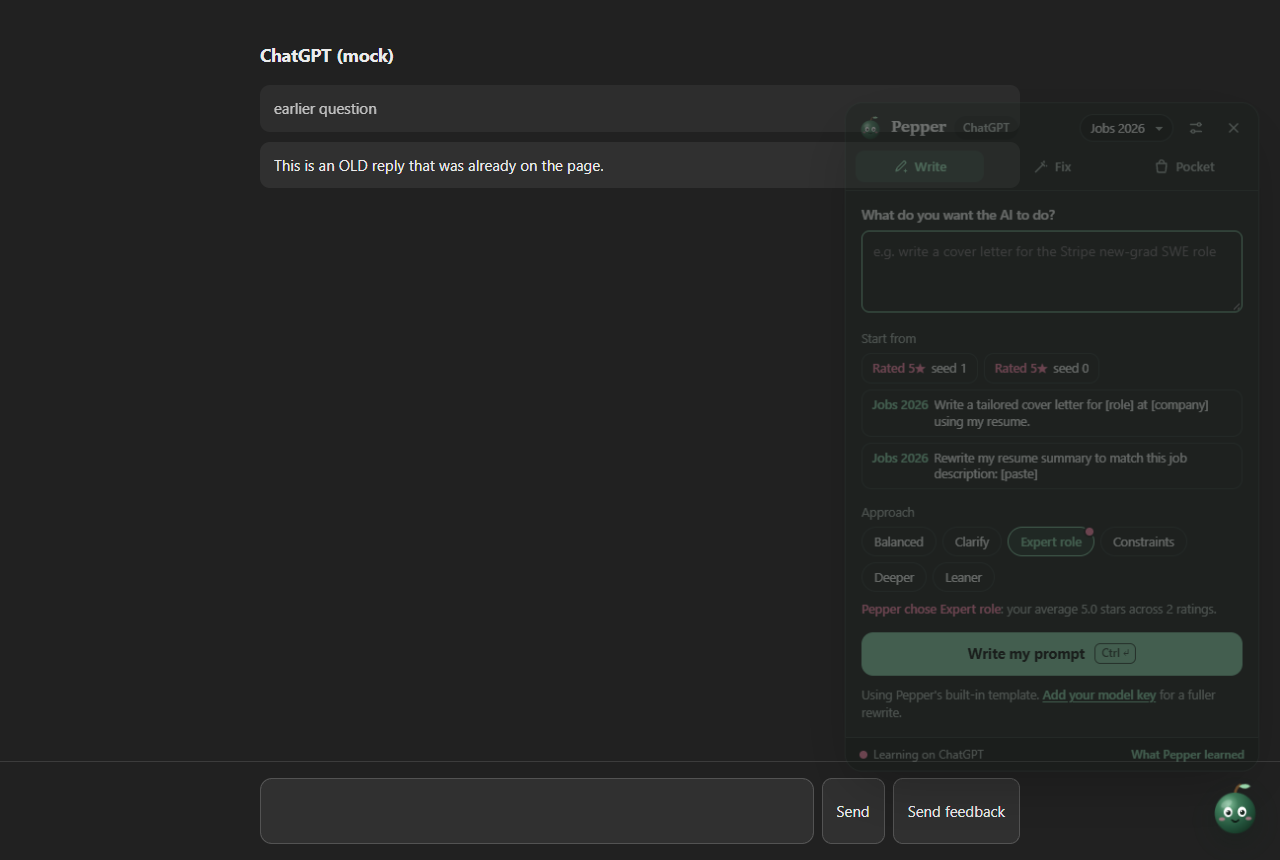 ChatGPT (mock)
earlier question
This is an OLD reply that was already on the page.
Pepper ChatGPT Jobs 2026
Write Fix Pocket
What do you want the AI to do?
e.g. write a cover letter for the Stripe new-grad SWE role
Start from
Rated 5★ seed 1 Rated 5★ seed 0
Jobs 2026 Write a tailored cover letter for [role] at [company]
using my resume.
Jobs 2026 Rewrite my resume summary to match this job
description: [paste]
Approach
Balanced Clarify Expert role Constraints
Deeper Leaner
Pepper chose Expert role: your average 5.0 stars across 2 ratings.
Write my prompt Ctrl ⏎
Using Pepper's built-in template. Add your model key for a fuller
rewrite.
Learning on ChatGPT What Pepper learned
Send Send feedback